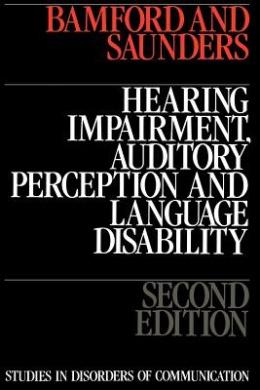 BAMFORD AND
SAUNDERS
HEARING
IMPAIRMENT,
AUDITORY
PERCEPTION AND
LANGUAGE
DISABILITY
SECOND
EDITION
STUDIES IN DISORDERS OF COMMUNICATION